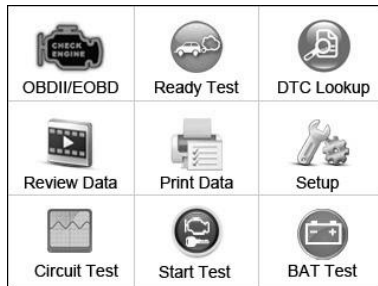 CHECK
ENGINE
OBDII/EOBD
Ready Test
DTC Lookup
Review Data
Print Data
Setup
Circuit Test
Start Test
BAT Test